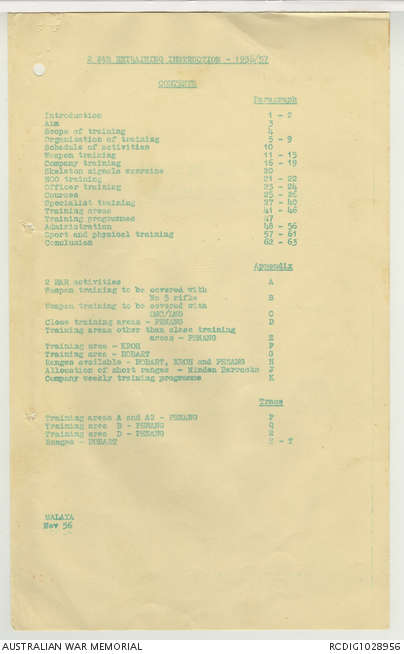 2 RAR RETRAINING INSTRUCTION - 1956/57
CONTENTS
Paragraph
Introduction 1 - 2
Aim 3
Scope of training 4
Organisation of training 5 - 9
Schedule of activities 10
Weapon training 11 - 15
Company training 16 - 19
Skeleton signals exercise 20
NCO training 21 - 22
Officer training 23 - 24
Courses 25 - 26
Specialist training 27 - 40
Training areas 41 - 46
Training programmes 47
Administration 48 - 56
Sport and physical training 57 - 61
Conclusion 62 - 63
Appendix
2 RAR activities A
Weapon training to be covered with
No 5 rifle B
Weapon training to be covered with
OMC/LMG C
Close training areas - PENANG D
Training areas other than close training
areas - PENANG E
Training area - KROH F
Training area - HOBART G
Ranges available - HOBART, KROH and PENANG H
Allocation of short ranges - Minden Barracks J
Company weekly training programme K
Trace
Training areas A and A2 - PENANG P
Training area B - PENANG Q
Training area D - PENANG R
Ranges - HOBART S - T
MALAYA
Nov 56
AUSTRALIAN WAR MEMORIAL
RCDIG1028956